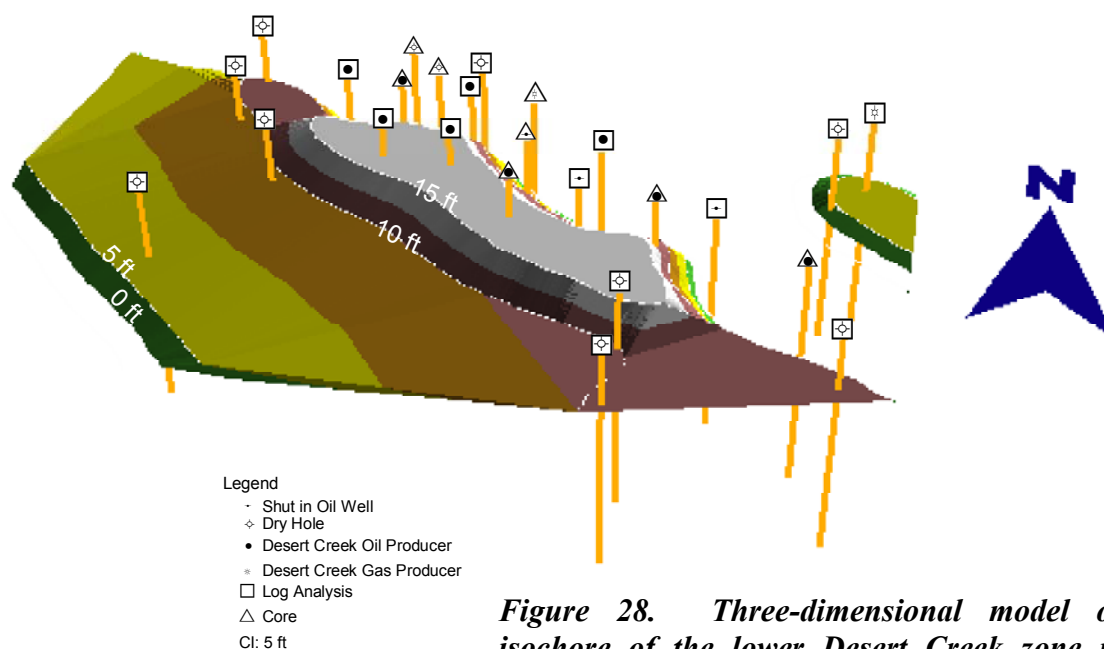 N
15 ft
10 ft
5 ft
0 ft
Legend
Shut in Oil Well
Dry Hole
Desert Creek Oil Producer
Desert Creek Gas Producer
Log Analysis
Core
CI: 5 ft
Figure 28. Three-dimensional model
isochore of the lower Desert Creek zone